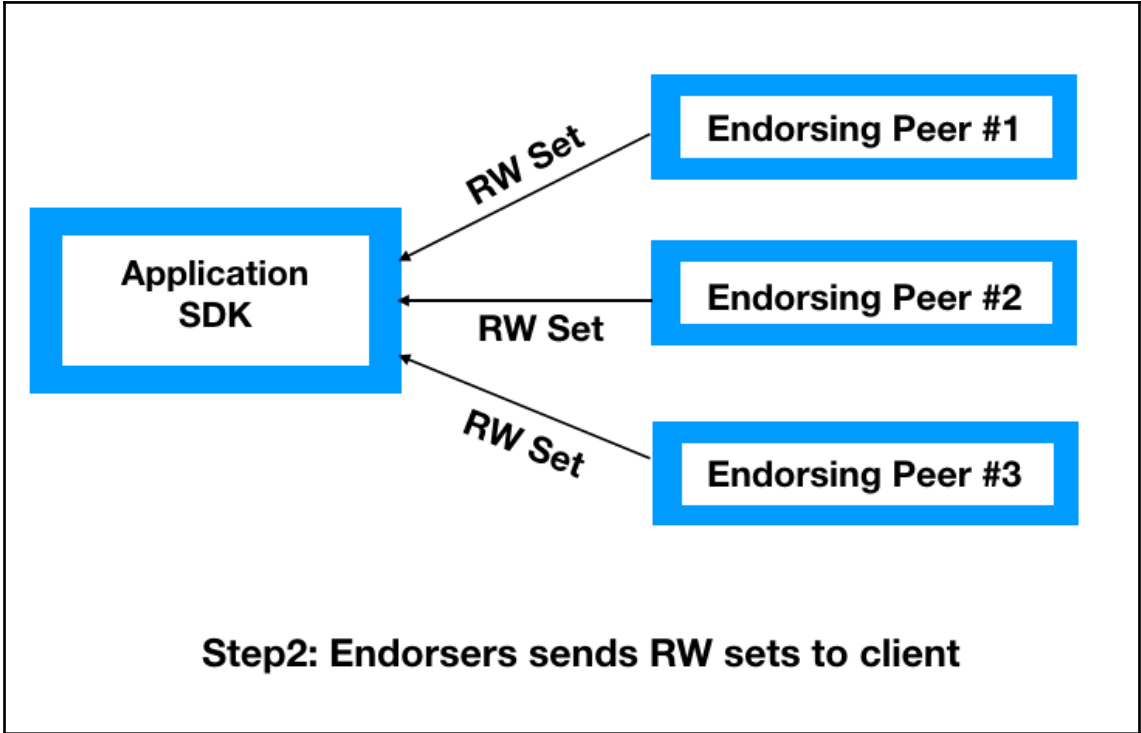 Endorsing Peer #1
RW Set
Application
SDK
Endorsing Peer #2
RW Set
RW Set
Endorsing Peer #3
Step2: Endorsers sends RW sets to client